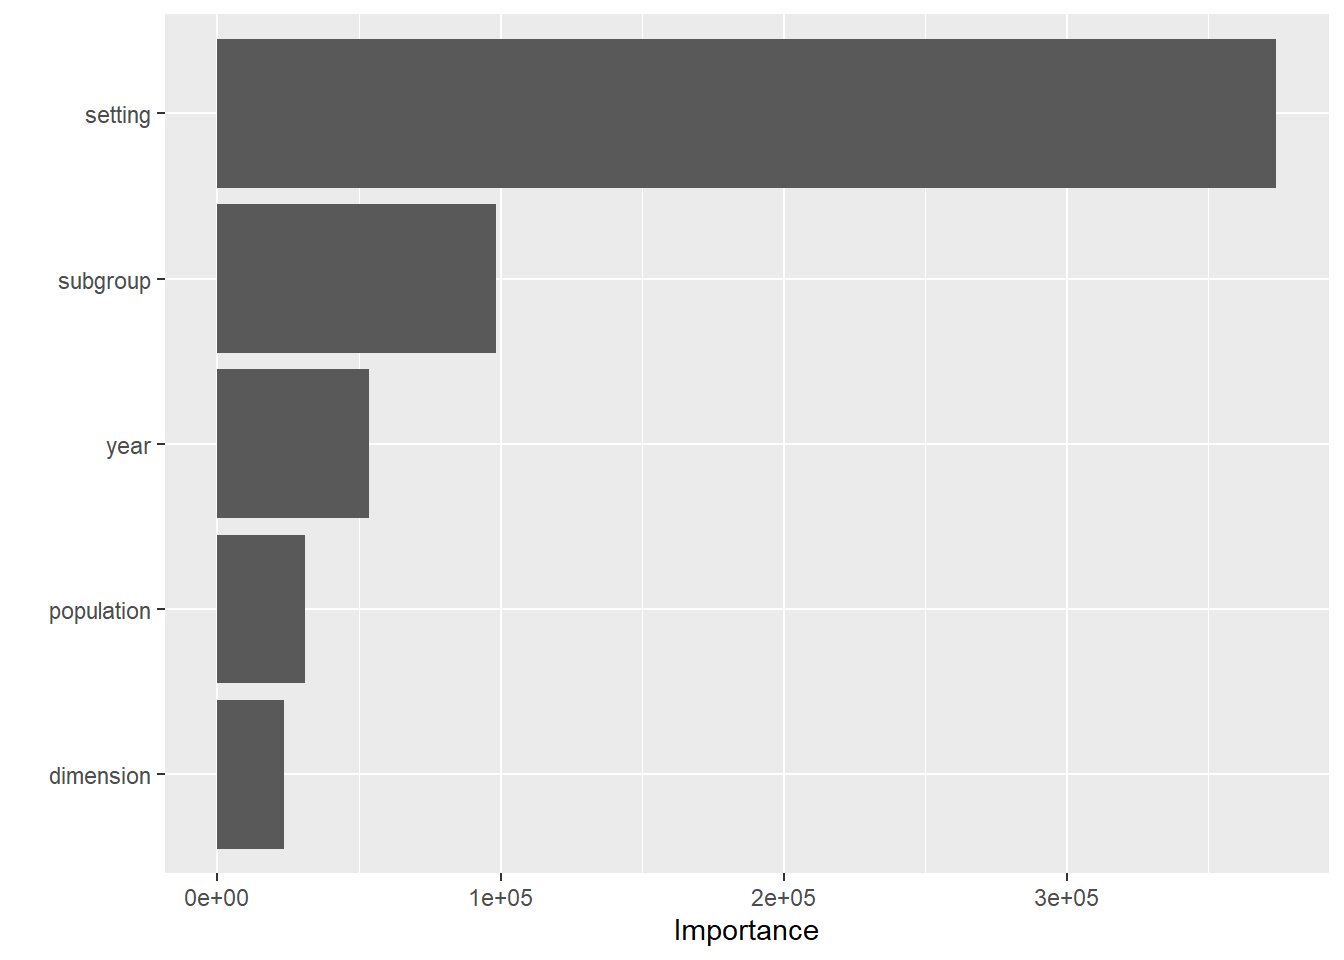 setting
subgroup
year
population
dimension
0e+00 1e+05 2e+05 3e+05
Importance